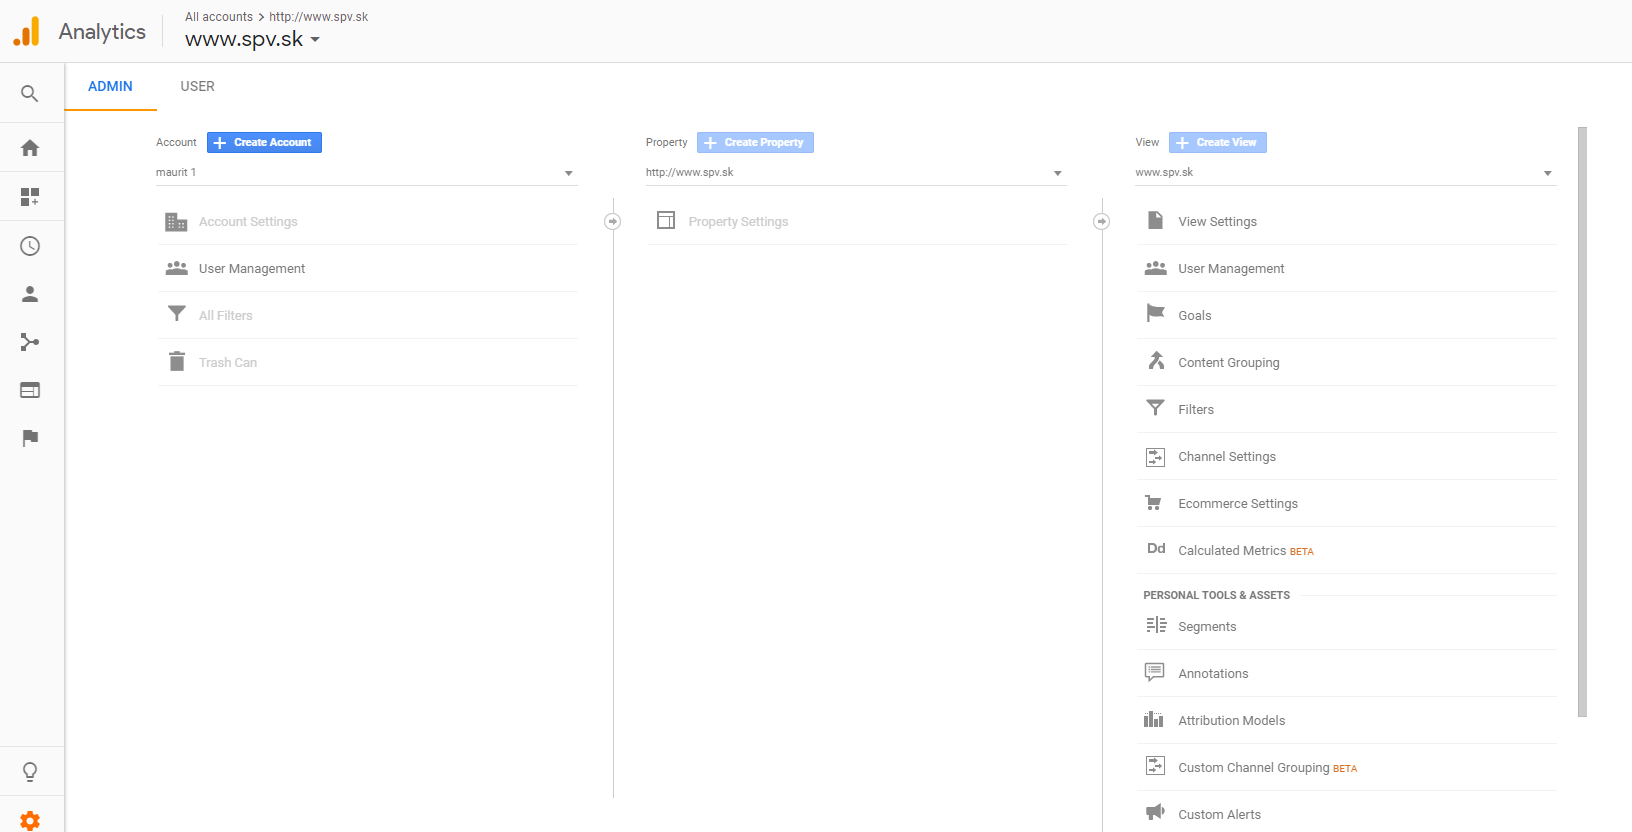 Analytics
All accounts > http://www.spv.sk
www.spv.sk
ADMIN
USER
Account
Create Account
maurit 1
Account Settings
User Management
All Filters
Trash Can
Property
Create Property
http://www.spv.sk
Property Settings
View
Create View
www.spv.sk
View Settings
User Management
Goals
Content Grouping
Filters
Channel Settings
Ecommerce Settings
Dd
Calculated Metrics BETA
PERSONAL TOOLS & ASSETS
Segments
Annotations
Attribution Models
Custom Channel Grouping BETA
Custom Alerts